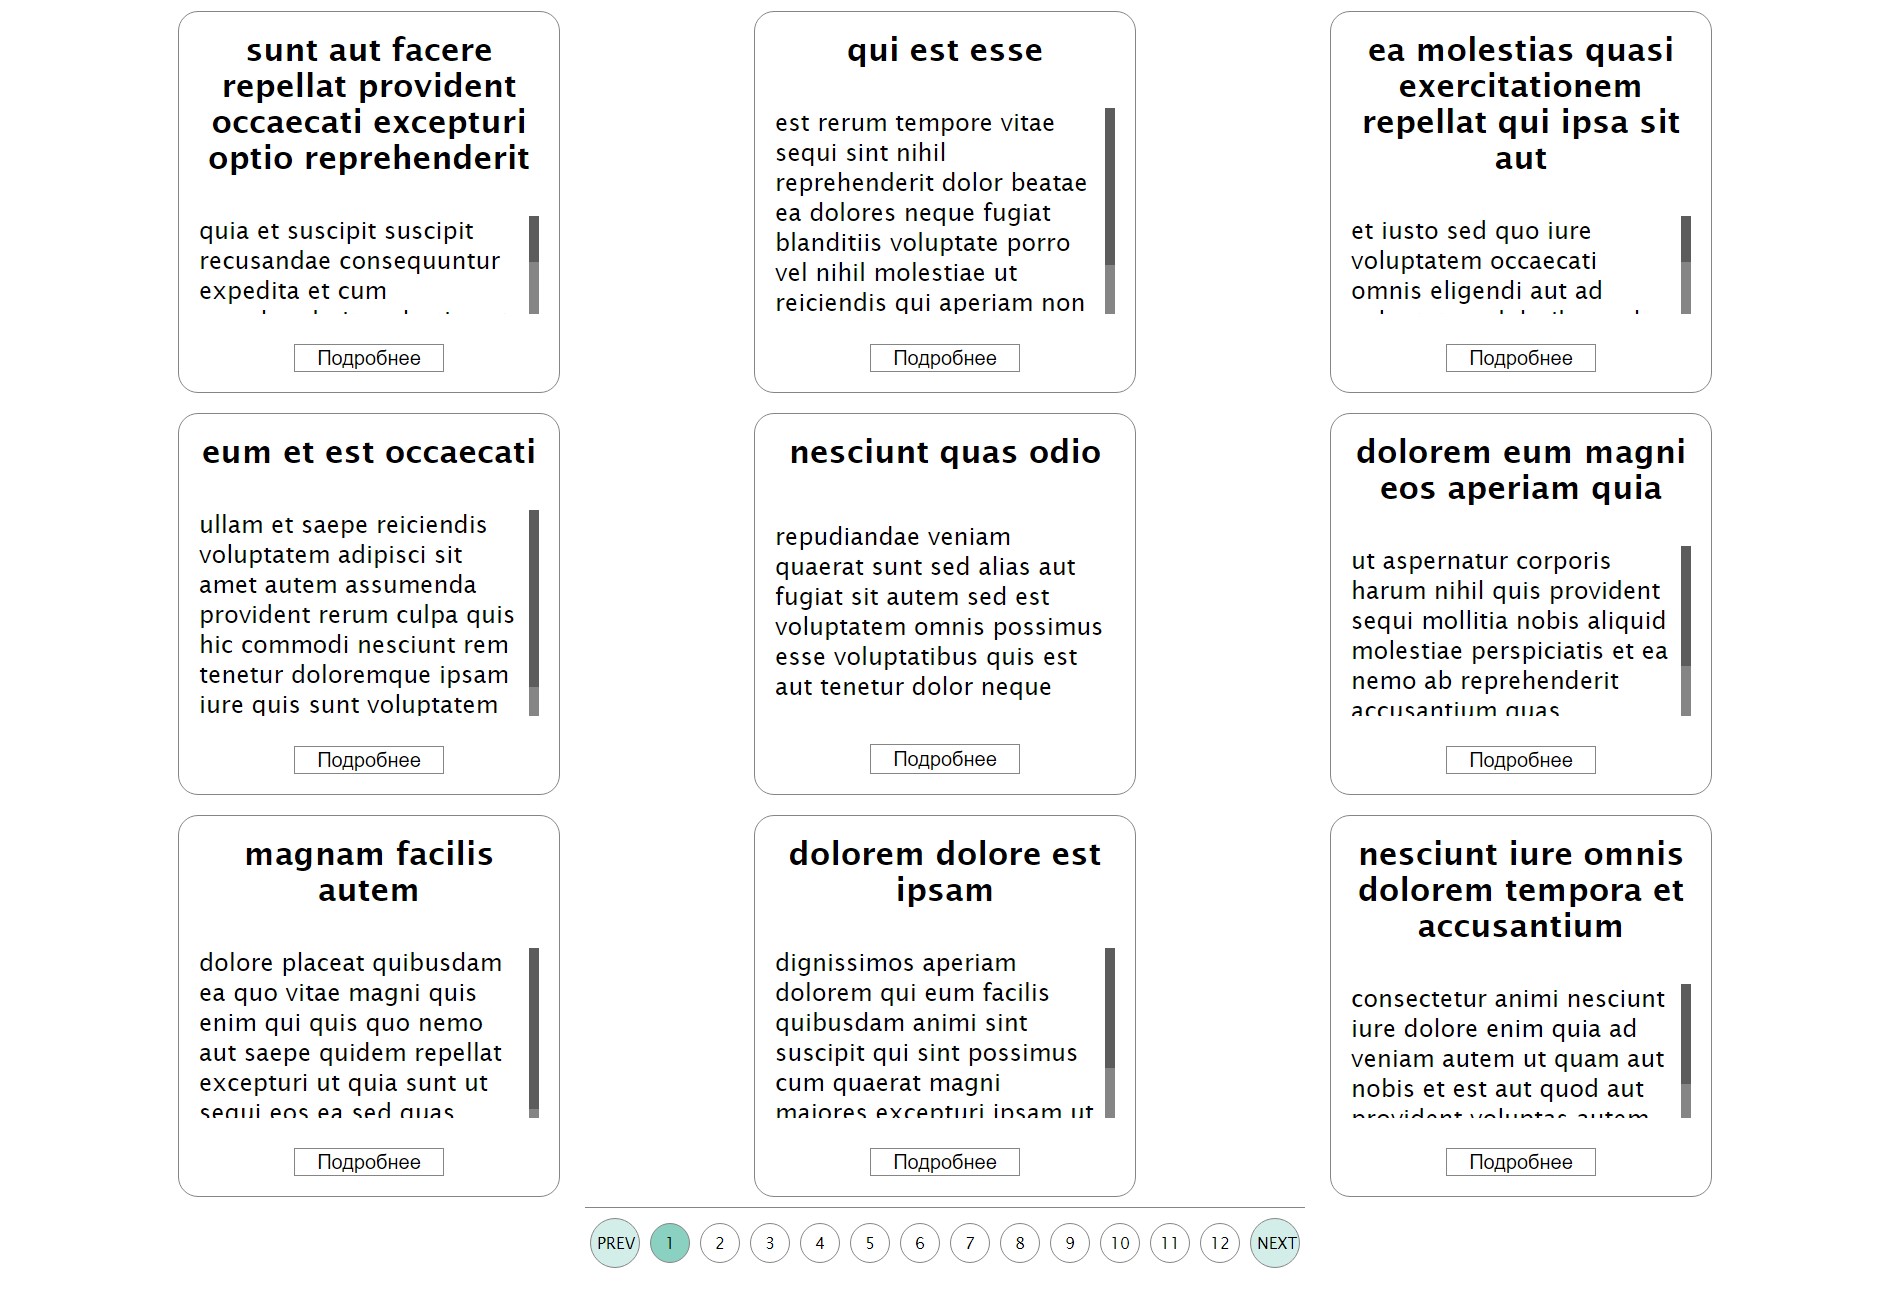 sunt aut facere
repellat provident
occaecati excepturi
optio reprehenderit
quia et suscipit suscipit
recusandae consequuntur
expedita et cum
Подробнее
qui est esse
est rerum tempore vitae
sequi sint nihil
reprehenderit dolor beatae
ea dolores neque fugiat
blanditiis voluptate porro
vel nihil molestiae ut
reiciendis qui aperiam non
Подробнее
ea molestias quasi
exercitationem
repellat qui ipsa sit
aut
et iusto sed quo iure
voluptatem occaecati
omnis eligendi aut ad
Подробнее
eum et est occaecati
ullam et saepe reiciendis
voluptatem adipisci sit
amet autem assumenda
provident rerum culpa quis
hic commodi nesciunt rem
tenetur doloremque ipsam
iure quis sunt voluptatem
Подробнее
nesciunt quas odio
repudiandae veniam
quaerat sunt sed alias aut
fugiat sit autem sed est
voluptatem omnis possimus
esse voluptatibus quis est
aut tenetur dolor neque
Подробнее
dolorem eum magni
eos aperiam quia
ut aspernatur corporis
harum nihil quis provident
sequi mollitia nobis aliquid
molestiae perspiciatis et ea
nemo ab reprehenderit
accusantium quas
Подробнее
magnam facilis
autem
dolore placeat quibusdam
ea quo vitae magni quis
enim qui quis quo nemo
aut saepe quidem repellat
excepturi ut quia sunt ut
sequi eos ea sed quas
Подробнее
dolorem dolore est
ipsam
dignissimos aperiam
dolorem qui eum facilis
quibusdam animi sint
suscipit qui sint possimus
cum quaerat magni
maiores excepturi ipsam ut
Подробнее
nesciunt iure omnis
dolorem tempora et
accusantium
consectetur animi nesciunt
iure dolore enim quia ad
veniam autem ut quam aut
nobis et est aut quod aut
provident voluptas autem
Подробнее
PREV 1 2 3 4 5 6 7 8 9 10 11 12 NEXT